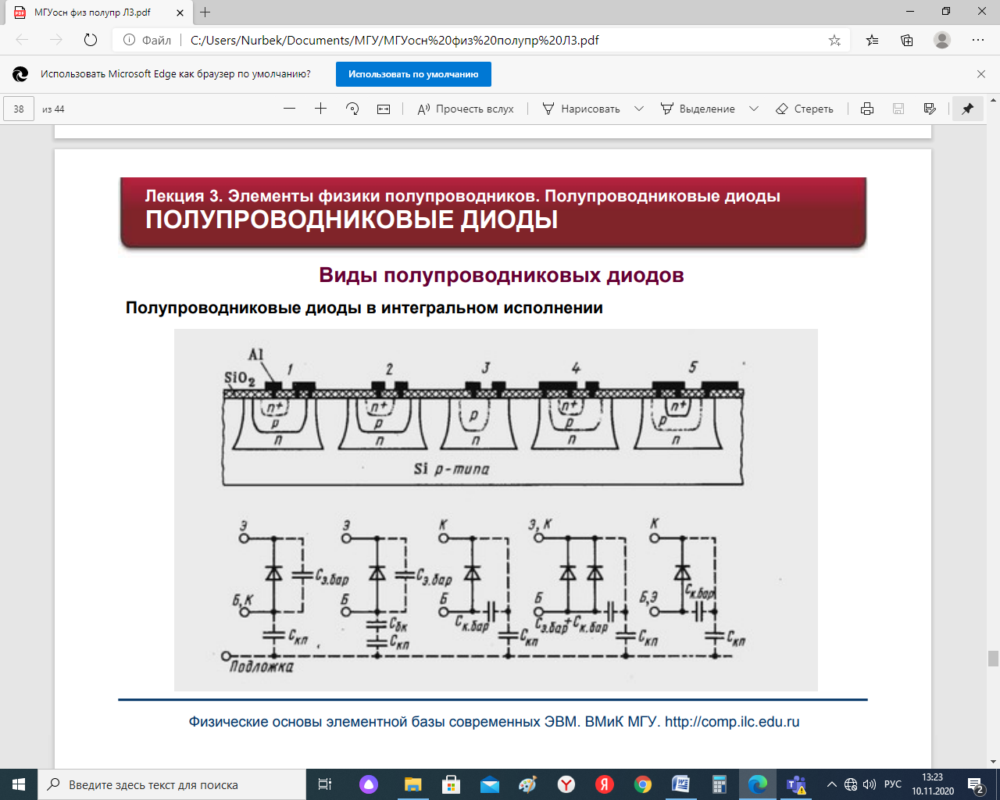 МГУосн физ полупр Л3.pdf
Файл
C:/Users/Nurbek/Documents/МГУ/МГУосн%20физ%20полупр%20Л3.pdf
Использовать Microsoft Edge как браузер по умолчанию?
Использовать по умолчанию
38 из 44
Прочесть вслух
Нарисовать
Выделение
Стереть
Лекция 3. Элементы физики полупроводников. Полупроводниковые диоды
ПОЛУПРОВОДНИКОВЫЕ ДИОДЫ
Виды полупроводниковых диодов
Полупроводниковые диоды в интегральном исполнении
Al
1 2 3 4 5
SiO2
n+ n+ p n+ n+
p p p p
n n n n n
Si p-типа
Э Э К Э, К К
Cэ.бар Cэ.бар Cк.бар
Б, К Б Б Б Б,Э
Cбк Cк.бар Cэ.бар+Cк.бар
Cкп Cкп Cкп Cкп Cкп
Подложка
Физические основы элементной базы современных ЭВМ. ВМиК МГУ. http://comp.ilc.edu.ru
Введите здесь текст для поиска
РУС
13:23
10.11.2020
2